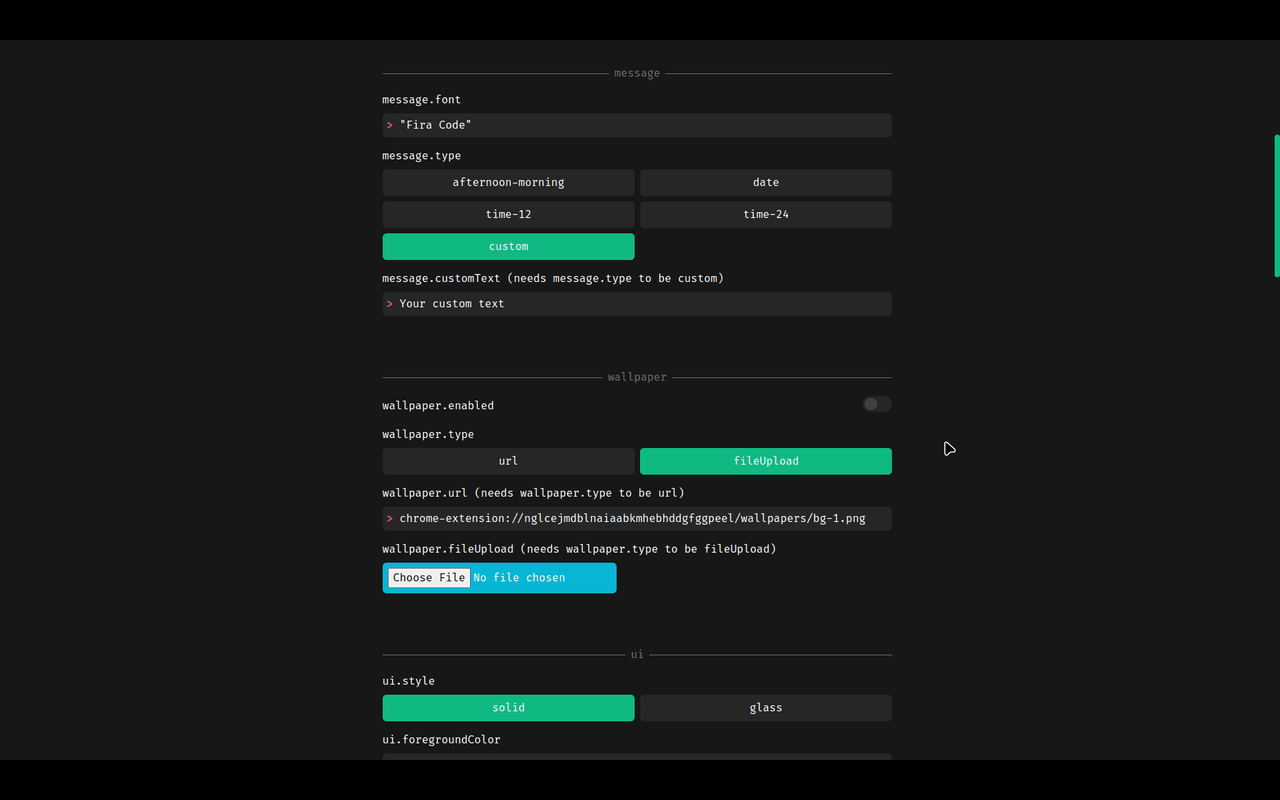 message
message.font
> "Fira Code"
message.type
afternoon-morning date
time-12 time-24
custom
message.customText (needs message.type to be custom)
> Your custom text
wallpaper
wallpaper.enabled
wallpaper.type
url fileUpload
wallpaper.url (needs wallpaper.type to be url)
> chrome-extension://nglcejmdblnaiaabkmhebhddgfggpeel/wallpapers/bg-1.png
wallpaper.fileUpload (needs wallpaper.type to be fileUpload)
Choose File No file chosen
ui
ui.style
solid glass
ui.foregroundColor